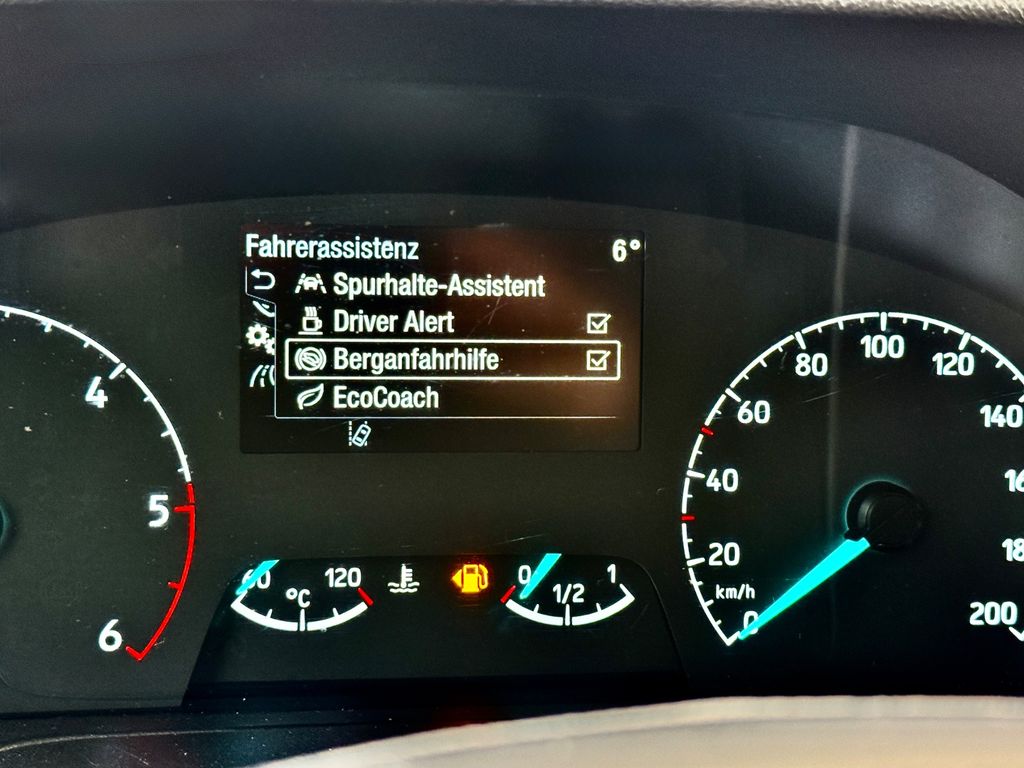 Fahrerassistenz 6°
Spurhalte-Assistent
Driver Alert
Berganfahrhilfe
EcoCoach
4
5
6
60 120
°C
0 1/2 1
0 20 40 60 80 100 120 140
200
km/h